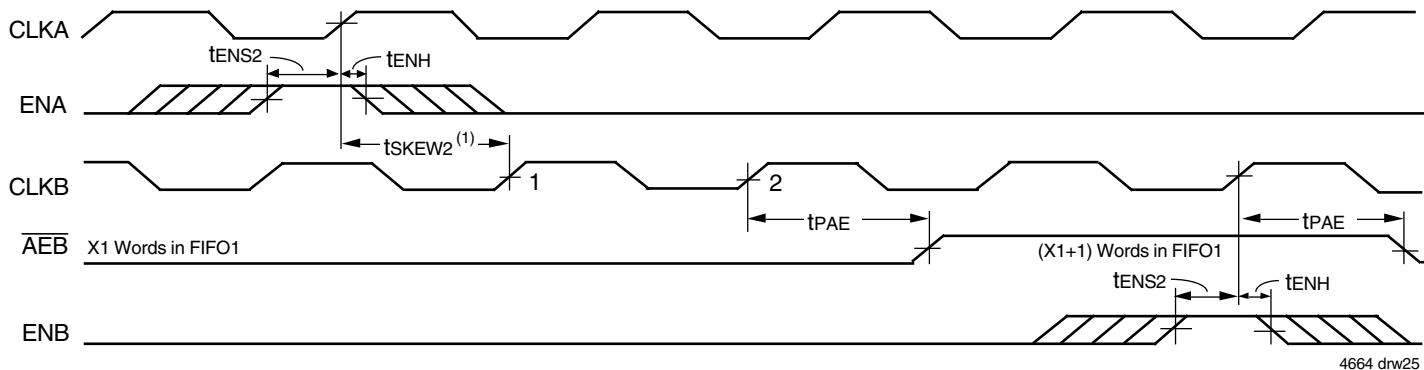 CLKA
tENS2 tENH
ENA
tSKEW2 (1)
CLKB 1 2
tPAE tPAE
AEB X1 Words in FIFO1 (X1+1) Words in FIFO1
tENS2 tENH
ENB
4664 drw25